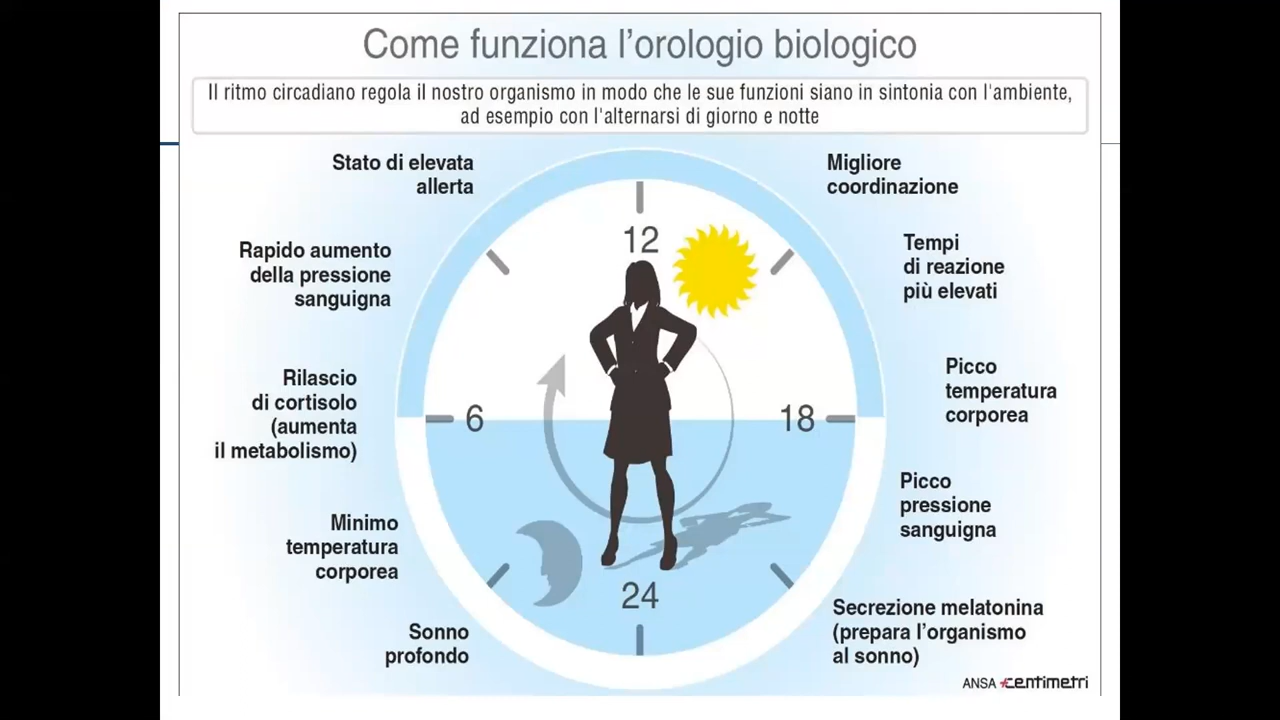 Come funziona l'orologio biologico
Il ritmo circadiano regola il nostro organismo in modo che le sue funzioni siano in sintonia con l'ambiente,
ad esempio con l'alternarsi di giorno e notte
Stato di elevata
allerta
Migliore
coordinazione
Rapido aumento
della pressione
sanguigna
Tempi
di reazione
più elevati
12
Rilascio
di cortisolo
(aumenta
il metabolismo)
6
18
Picco
temperatura
corporea
Picco
pressione
sanguigna
Minimo
temperatura
corporea
24
Sonno
profondo
Secrezione melatonina
(prepara l'organismo
al sonno)
ANSA centimetri